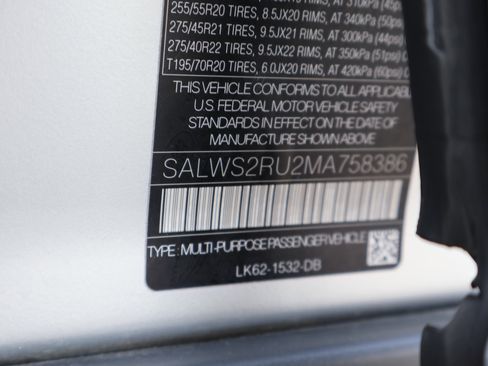 255/55R20 TIRES, 8.5JX20 RIMS, AT 340kPa (50psi
275/45R21 TIRES, 9.5JX21 RIMS, AT 300kPa (44psi)
275/40R22 TIRES, 9.5JX22 RIMS, AT 350kPa (51psi) C
T195/70R20 TIRES, 6.0JX20 RIMS, AT 420kPa (60psi) C
THIS VEHICLE CONFORMS TO ALL APPLICABL
U.S. FEDERAL MOTOR VEHICLE SAFETY
STANDARDS IN EFFECT ON THE DATE OF
MANUFACTURE SHOWN ABOVE
SALWS2RU2MA758386
TYPE: MULTI-PURPOSE PASSENGER VEHICLE
LK62-1532-DB